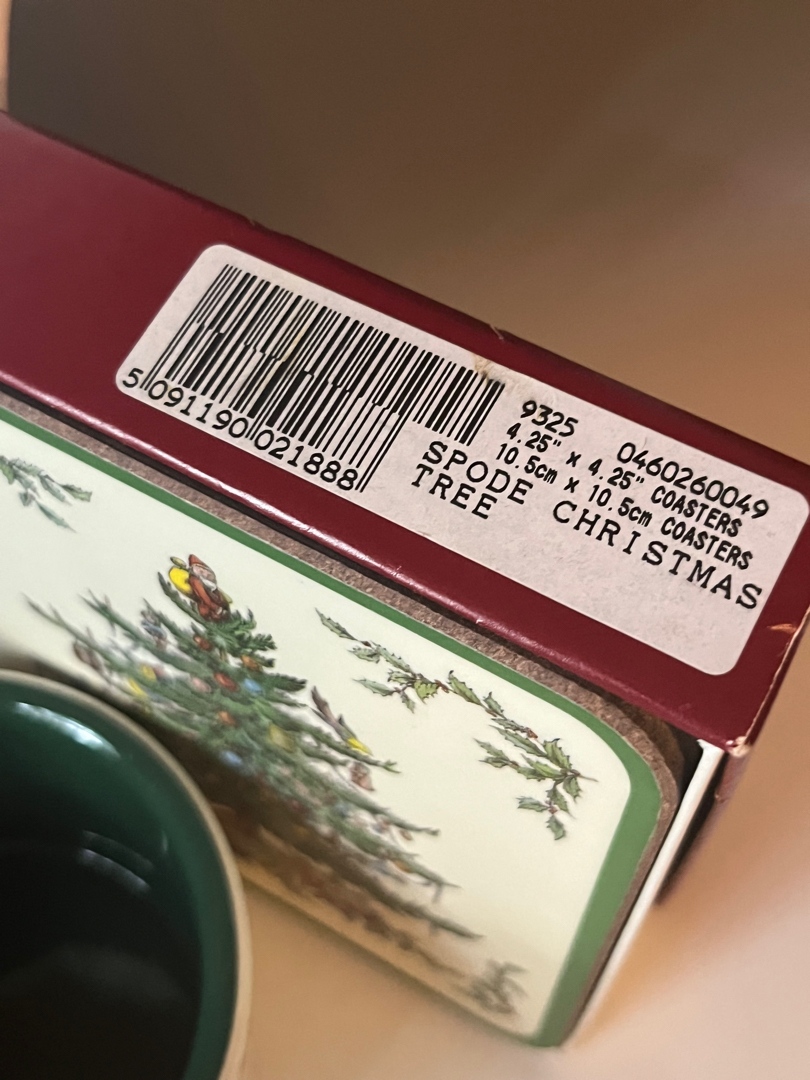 5 091190 021888
9325 0460260049
4.25" x 4.25" COASTERS
10.5cm x 10.5cm COASTERS
SPODE CHRISTMAS
TREE